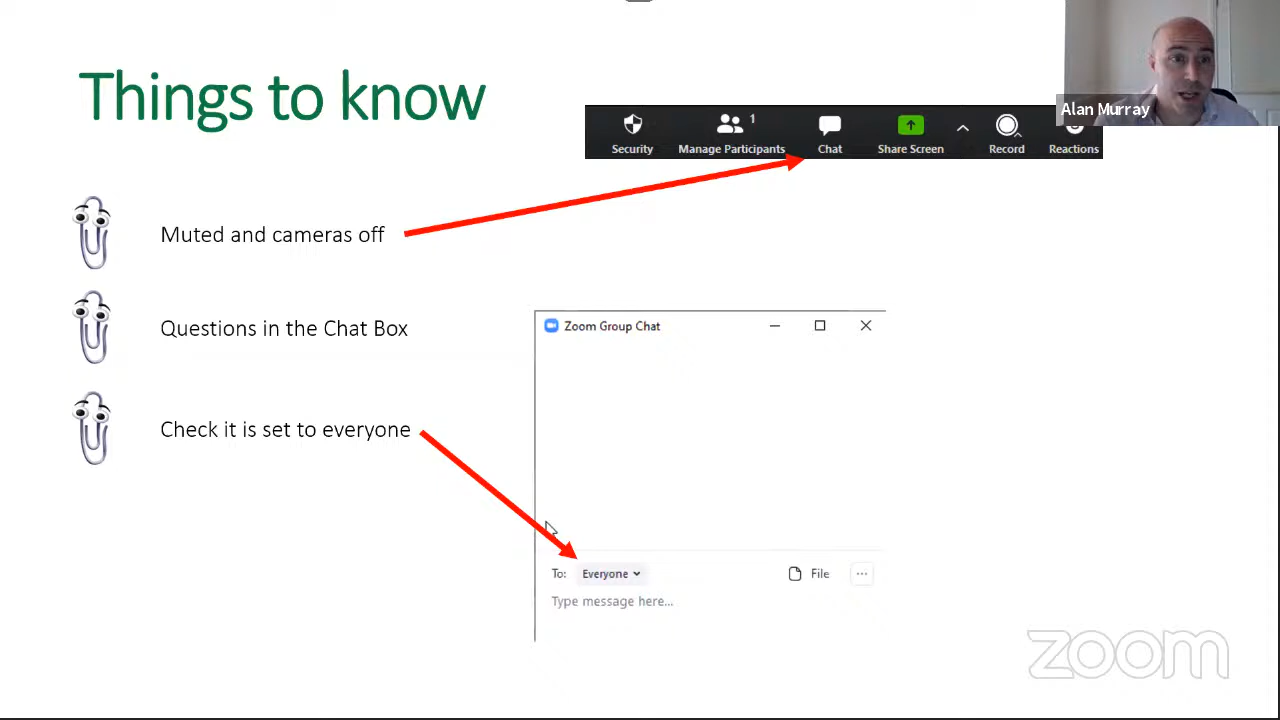 Things to know
Alan Murray
1
Security Manage Participants Chat Share Screen Record Reactions
Muted and cameras off
Questions in the Chat Box
Zoom Group Chat
Check it is set to everyone
To: Everyone File
Type message here...
zoom